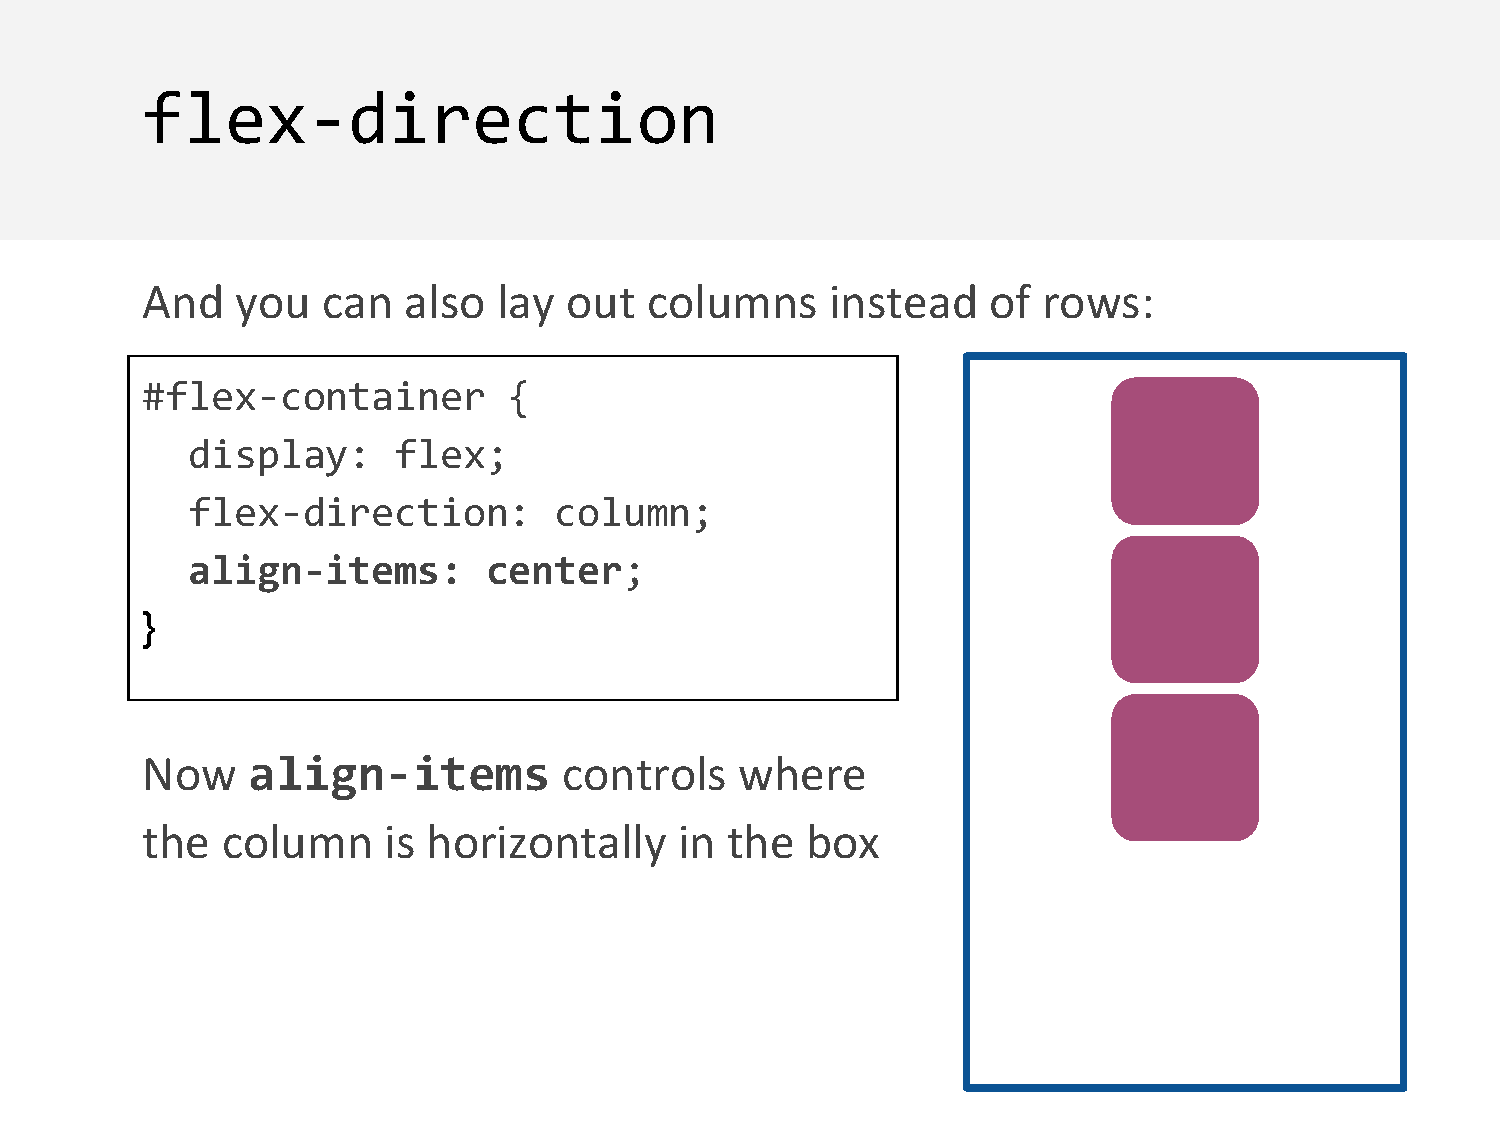 flex-direction
And you can also lay out columns instead of rows:
#flex-container {
  display: flex;
  flex-direction: column;
  align-items: center;
}
Now align-items controls where
the column is horizontally in the box